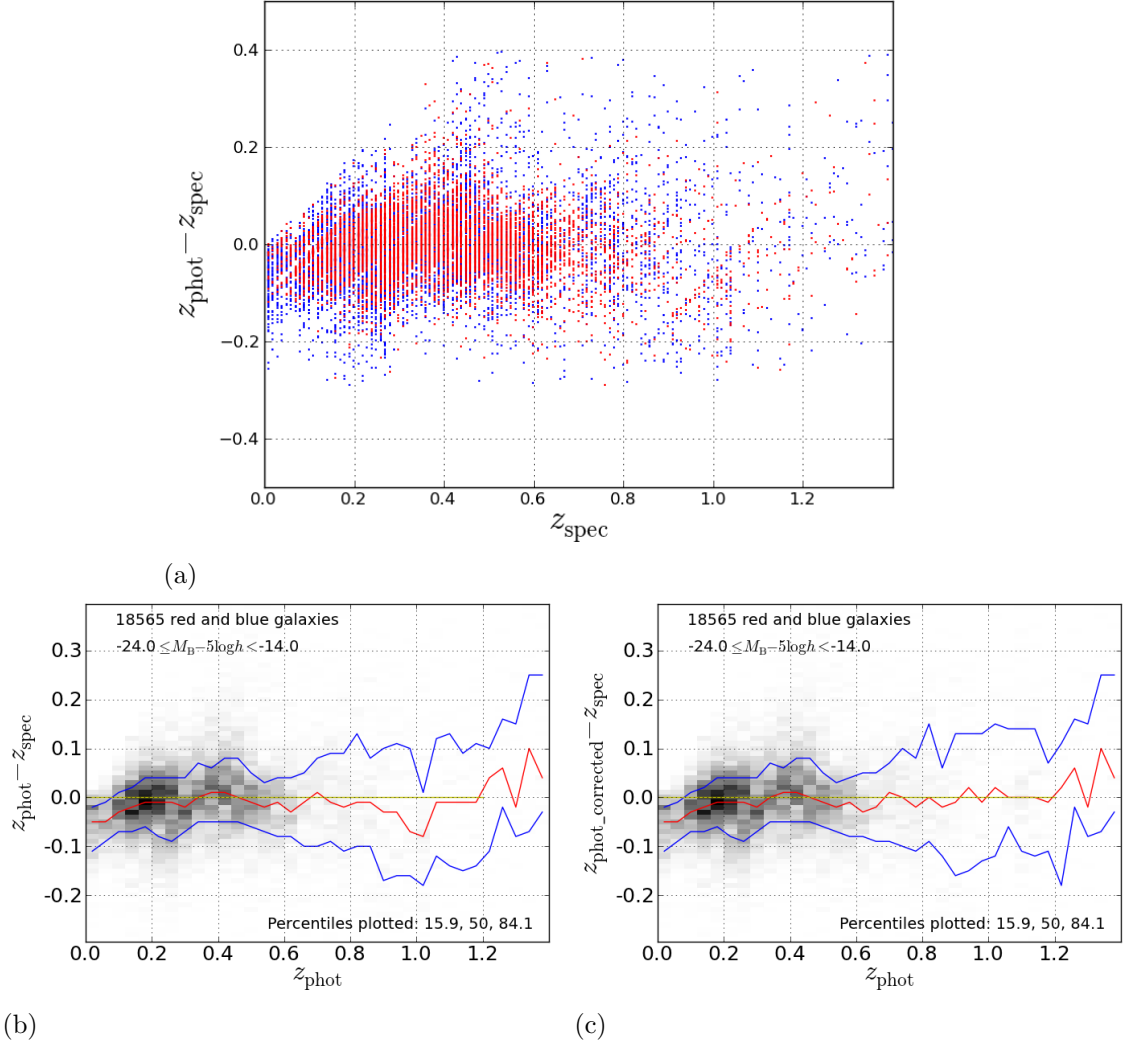 0.4
0.2
0.0
−0.2
−0.4
z_phot − z_spec
0.0 0.2 0.4 0.6 0.8 1.0 1.2
z_spec
(a)
18565 red and blue galaxies
-24.0 ≤ M_B − 5logh < -14.0
0.3
0.2
0.1
0.0
-0.1
-0.2
z_phot − z_spec
Percentiles plotted: 15.9, 50, 84.1
0.0 0.2 0.4 0.6 0.8 1.0 1.2
z_phot
(b)
18565 red and blue galaxies
-24.0 ≤ M_B − 5logh < -14.0
0.3
0.2
0.1
0.0
-0.1
-0.2
z_phot_corrected − z_spec
Percentiles plotted: 15.9, 50, 84.1
0.0 0.2 0.4 0.6 0.8 1.0 1.2
z_phot
(c)